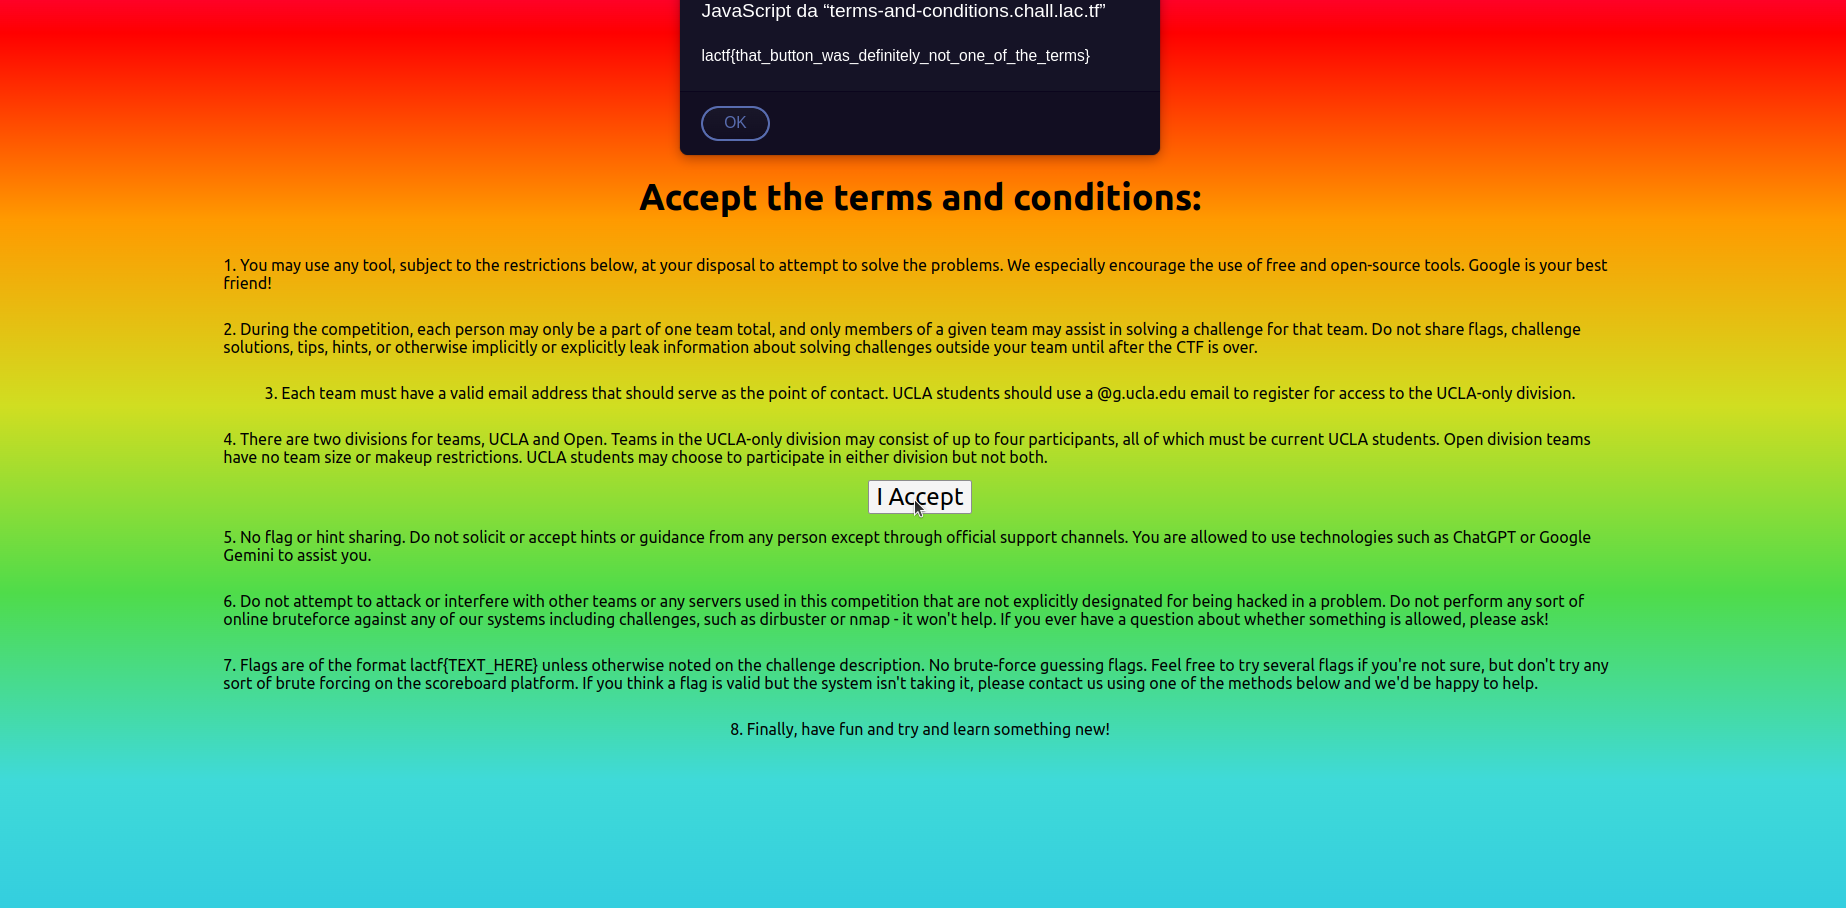 JavaScript da “terms-and-conditions.chall.lac.tf”
lactf{that_button_was_definitely_not_one_of_the_terms}
OK
Accept the terms and conditions:
1. You may use any tool, subject to the restrictions below, at your disposal to attempt to solve the problems. We especially encourage the use of free and open-source tools. Google is your best
friend!
2. During the competition, each person may only be a part of one team total, and only members of a given team may assist in solving a challenge for that team. Do not share flags, challenge
solutions, tips, hints, or otherwise implicitly or explicitly leak information about solving challenges outside your team until after the CTF is over.
3. Each team must have a valid email address that should serve as the point of contact. UCLA students should use a @g.ucla.edu email to register for access to the UCLA-only division.
4. There are two divisions for teams, UCLA and Open. Teams in the UCLA-only division may consist of up to four participants, all of which must be current UCLA students. Open division teams
have no team size or makeup restrictions. UCLA students may choose to participate in either division but not both.
I Accept
5. No flag or hint sharing. Do not solicit or accept hints or guidance from any person except through official support channels. You are allowed to use technologies such as ChatGPT or Google
Gemini to assist you.
6. Do not attempt to attack or interfere with other teams or any servers used in this competition that are not explicitly designated for being hacked in a problem. Do not perform any sort of
online bruteforce against any of our systems including challenges, such as dirbuster or nmap - it won't help. If you ever have a question about whether something is allowed, please ask!
7. Flags are of the format lactf{TEXT_HERE} unless otherwise noted on the challenge description. No brute-force guessing flags. Feel free to try several flags if you're not sure, but don't try any
sort of brute forcing on the scoreboard platform. If you think a flag is valid but the system isn't taking it, please contact us using one of the methods below and we'd be happy to help.
8. Finally, have fun and try and learn something new!